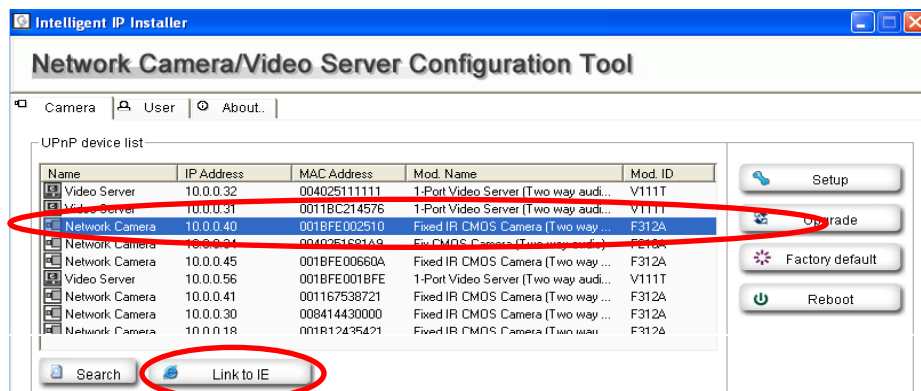 Intelligent IP Installer
Network Camera/Video Server Configuration Tool
Camera User About..
UPnP device list
Name IP Address MAC Address Mod. Name Mod. ID
Video Server 10.0.0.32 004025111111 1-Port Video Server (Two way audi... V111T
Video Server 10.0.0.31 0011BC214576 1-Port Video Server (Two way audi... V111T
Network Camera 10.0.0.40 001BFE002510 Fixed IR CMOS Camera (Two way ... F312A
Network Camera 0040251681A9 Fix CMOS Camera (Two way audio)
Network Camera 10.0.0.45 001BFE00660A Fixed IR CMOS Camera (Two way ... F312A
Video Server 10.0.0.56 001BFE001BFE 1-Port Video Server (Two way audi... V111T
Network Camera 10.0.0.41 001167538721 Fixed IR CMOS Camera (Two way ... F312A
Network Camera 10.0.0.30 008414430000 Fixed IR CMOS Camera (Two way ... F312A
Network Camera 10.0.0.18 001B12435421 Fixed IR CMOS Camera (Two way F312A
Setup
Upgrade
Factory default
Reboot
Search Link to IE